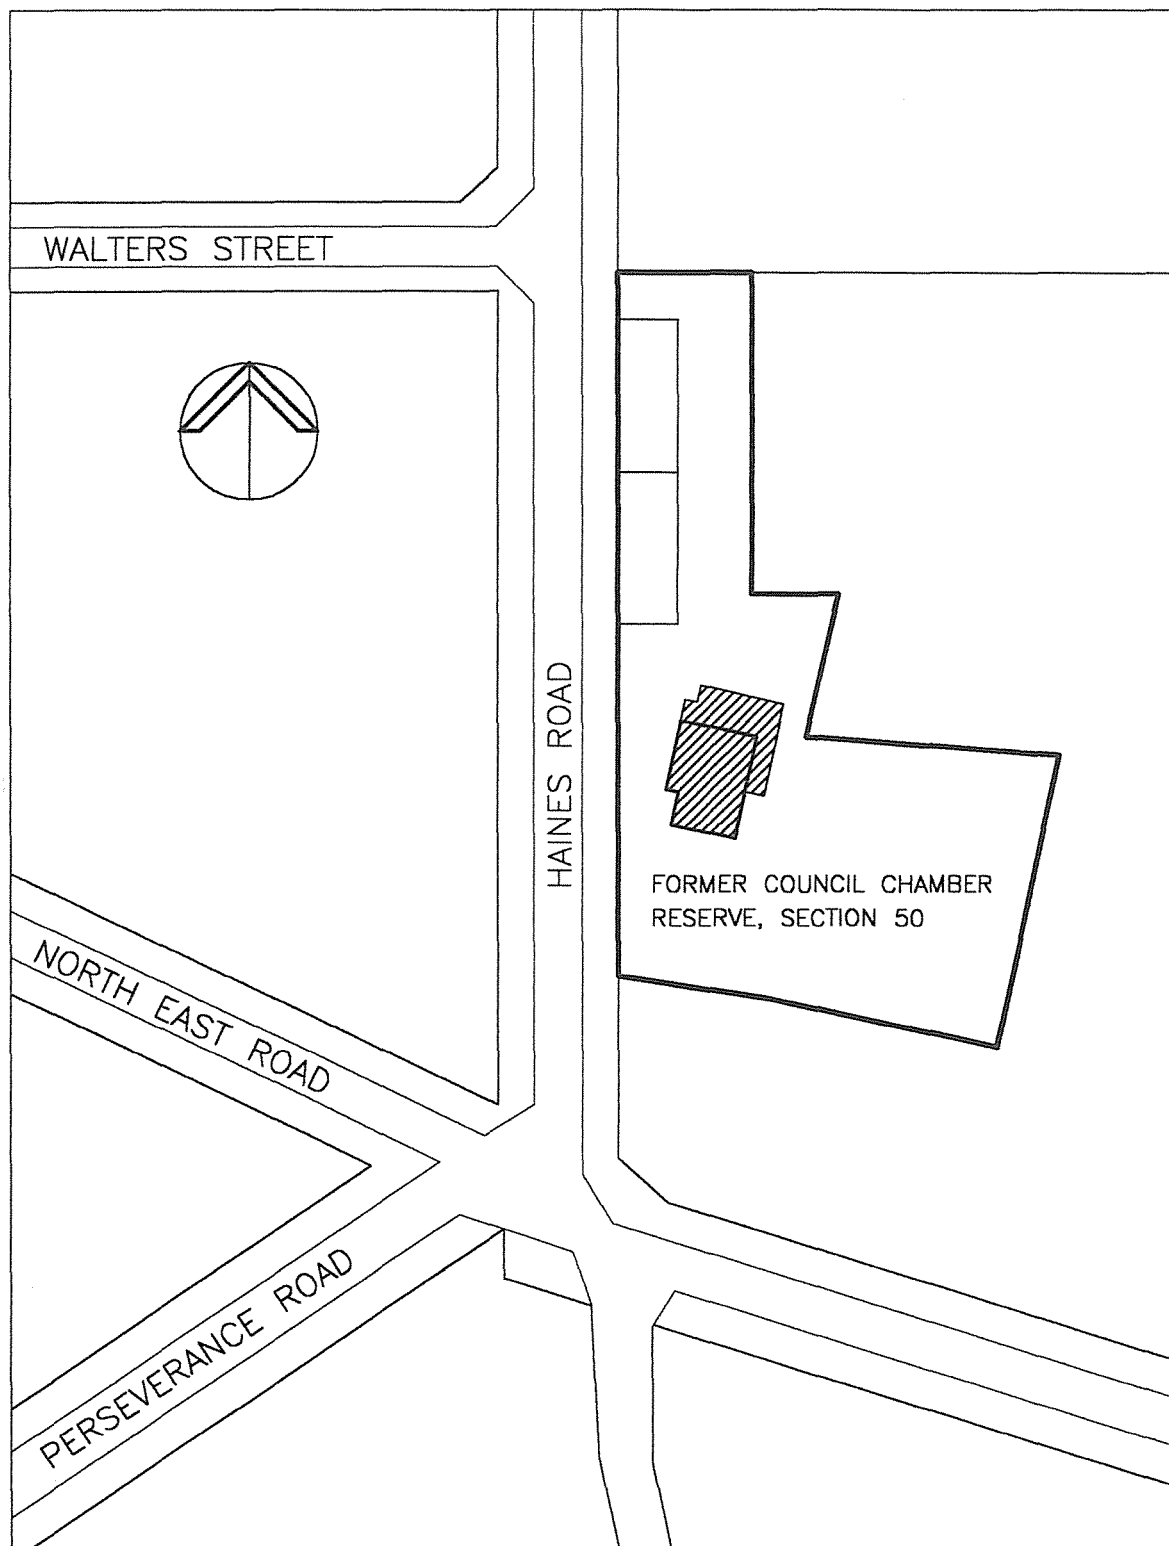 WALTERS STREET
HAINES ROAD
FORMER COUNCIL CHAMBER
RESERVE, SECTION 50
NORTH EAST ROAD
PERSEVERANCE ROAD